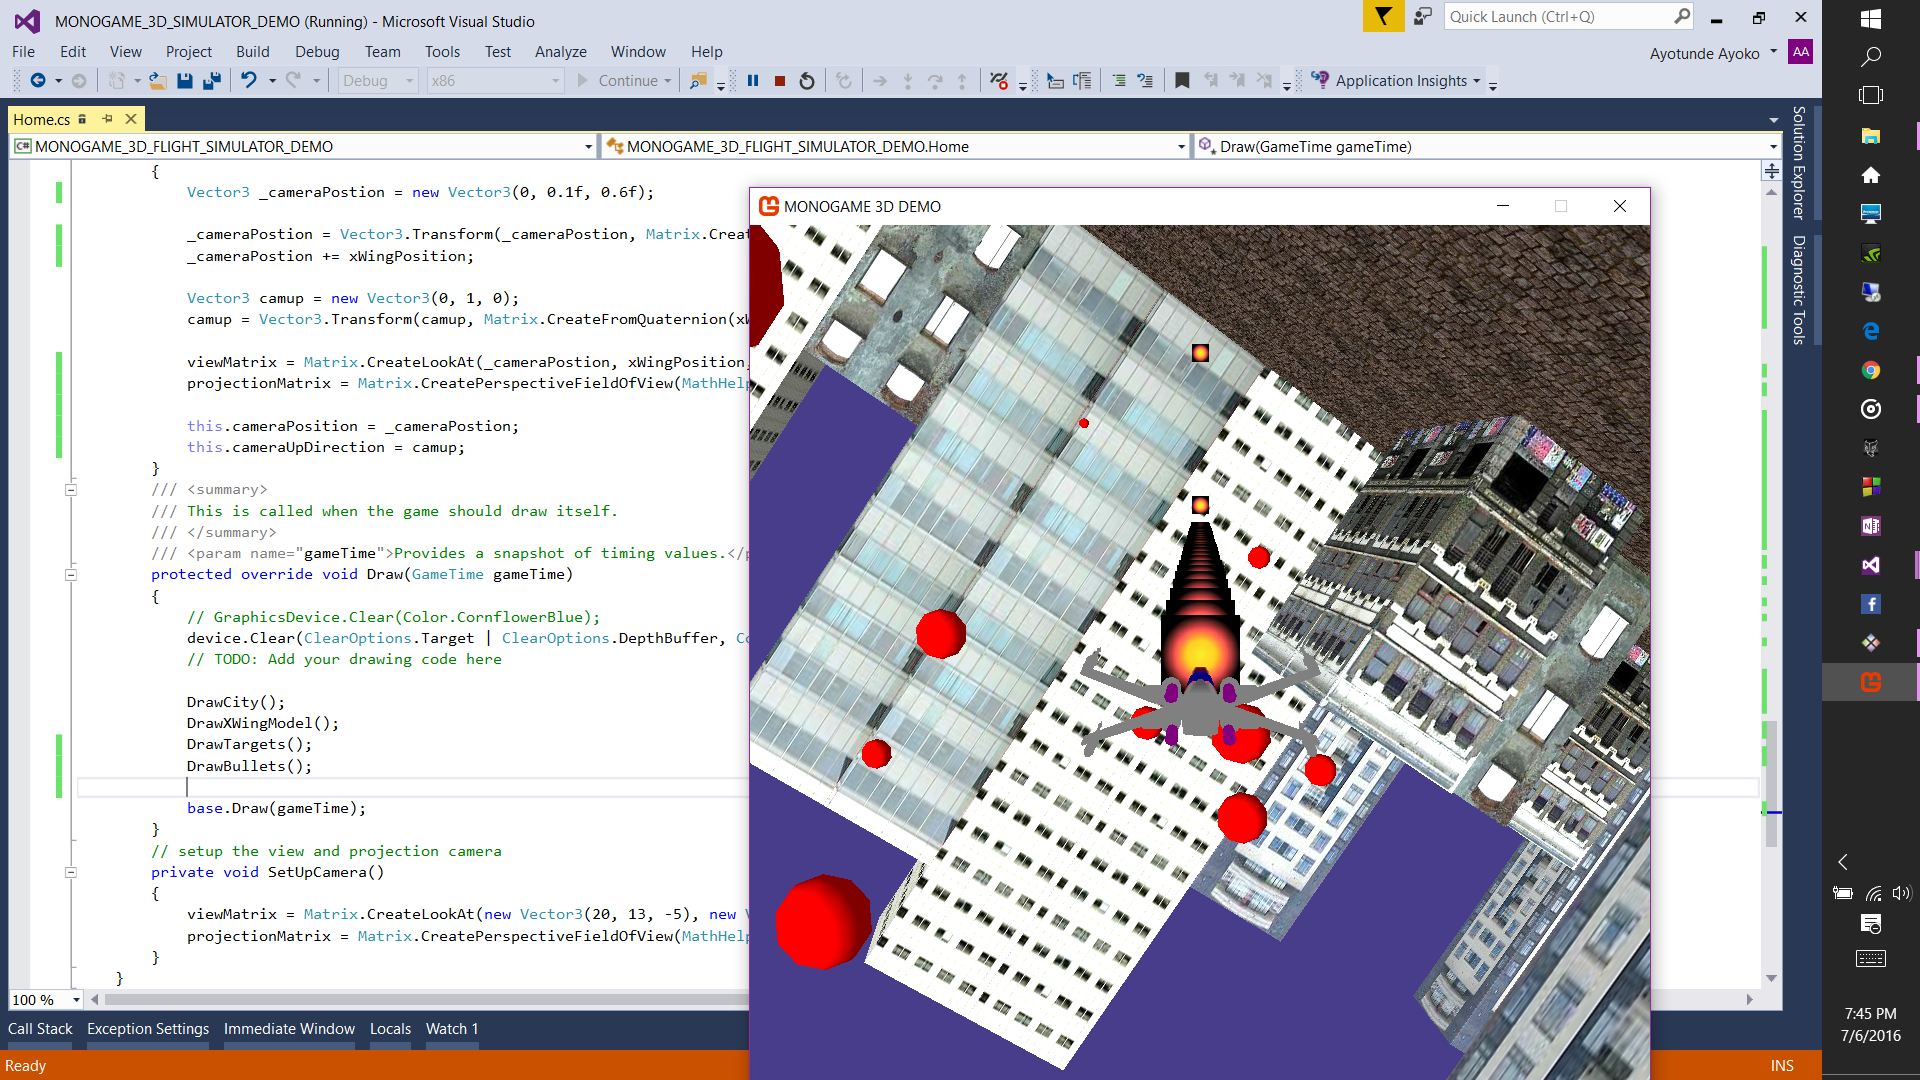 MONOGAME_3D_SIMULATOR_DEMO (Running) - Microsoft Visual Studio
Quick Launch (Ctrl+Q)
File Edit View Project Build Debug Team Tools Test Analyze Window Help
Ayotunde Ayoko AA
Debug x86 Continue Application Insights
Home.cs
C# MONOGAME_3D_FLIGHT_SIMULATOR_DEMO MONOGAME_3D_FLIGHT_SIMULATOR_DEMO.Home Draw(GameTime gameTime)
Solution Explorer
Diagnostic Tools
{
Vector3 _cameraPostion = new Vector3(0, 0.1f, 0.6f);
_cameraPostion = Vector3.Transform(_cameraPostion, Matrix.Creat
_cameraPostion += xWingPosition;
Vector3 camup = new Vector3(0, 1, 0);
camup = Vector3.Transform(camup, Matrix.CreateFromQuaternion(xW
viewMatrix = Matrix.CreateLookAt(_cameraPostion, xWingPosition,
projectionMatrix = Matrix.CreatePerspectiveFieldOfView(MathHelp
this.cameraPosition = _cameraPostion;
this.cameraUpDirection = camup;
}
/// <summary>
/// This is called when the game should draw itself.
/// </summary>
/// <param name="gameTime">Provides a snapshot of timing values.</p
protected override void Draw(GameTime gameTime)
{
// GraphicsDevice.Clear(Color.CornflowerBlue);
device.Clear(ClearOptions.Target | ClearOptions.DepthBuffer, Co
// TODO: Add your drawing code here
DrawCity();
DrawXWingModel();
DrawTargets();
DrawBullets();
base.Draw(gameTime);
}
// setup the view and projection camera
private void SetUpCamera()
{
viewMatrix = Matrix.CreateLookAt(new Vector3(20, 13, -5), new V
projectionMatrix = Matrix.CreatePerspectiveFieldOfView(MathHelp
}
}
MONOGAME 3D DEMO
100 %
Call Stack Exception Settings Immediate Window Locals Watch 1
Ready
INS
7:45 PM
7/6/2016